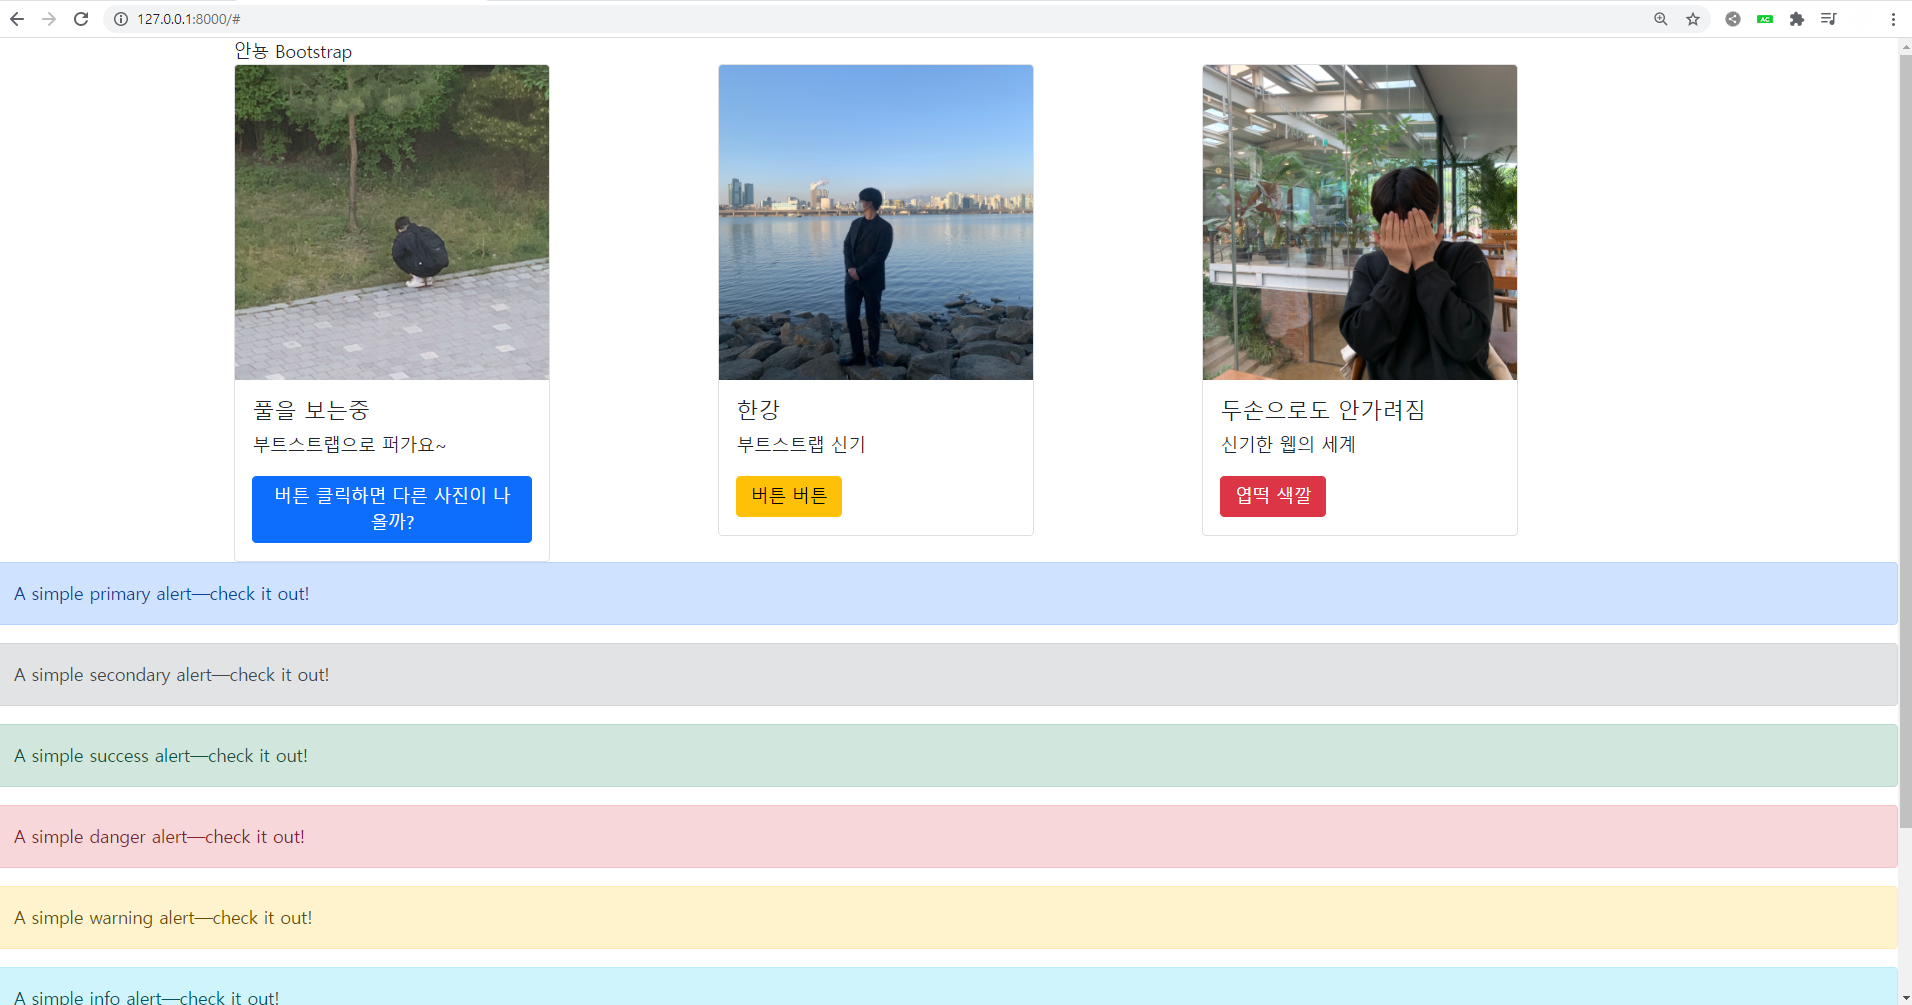 127.0.0.1:8000/#
AC
안뇽 Bootstrap
풀을 보는중
부트스트랩으로 퍼가요~
버튼 클릭하면 다른 사진이 나
올까?
한강
부트스트랩 신기
버튼 버튼
두손으로도 안가려짐
신기한 웹의 세계
엽떡 색깔
A simple primary alert—check it out!
A simple secondary alert—check it out!
A simple success alert—check it out!
A simple danger alert—check it out!
A simple warning alert—check it out!
A simple info alert—check it out!